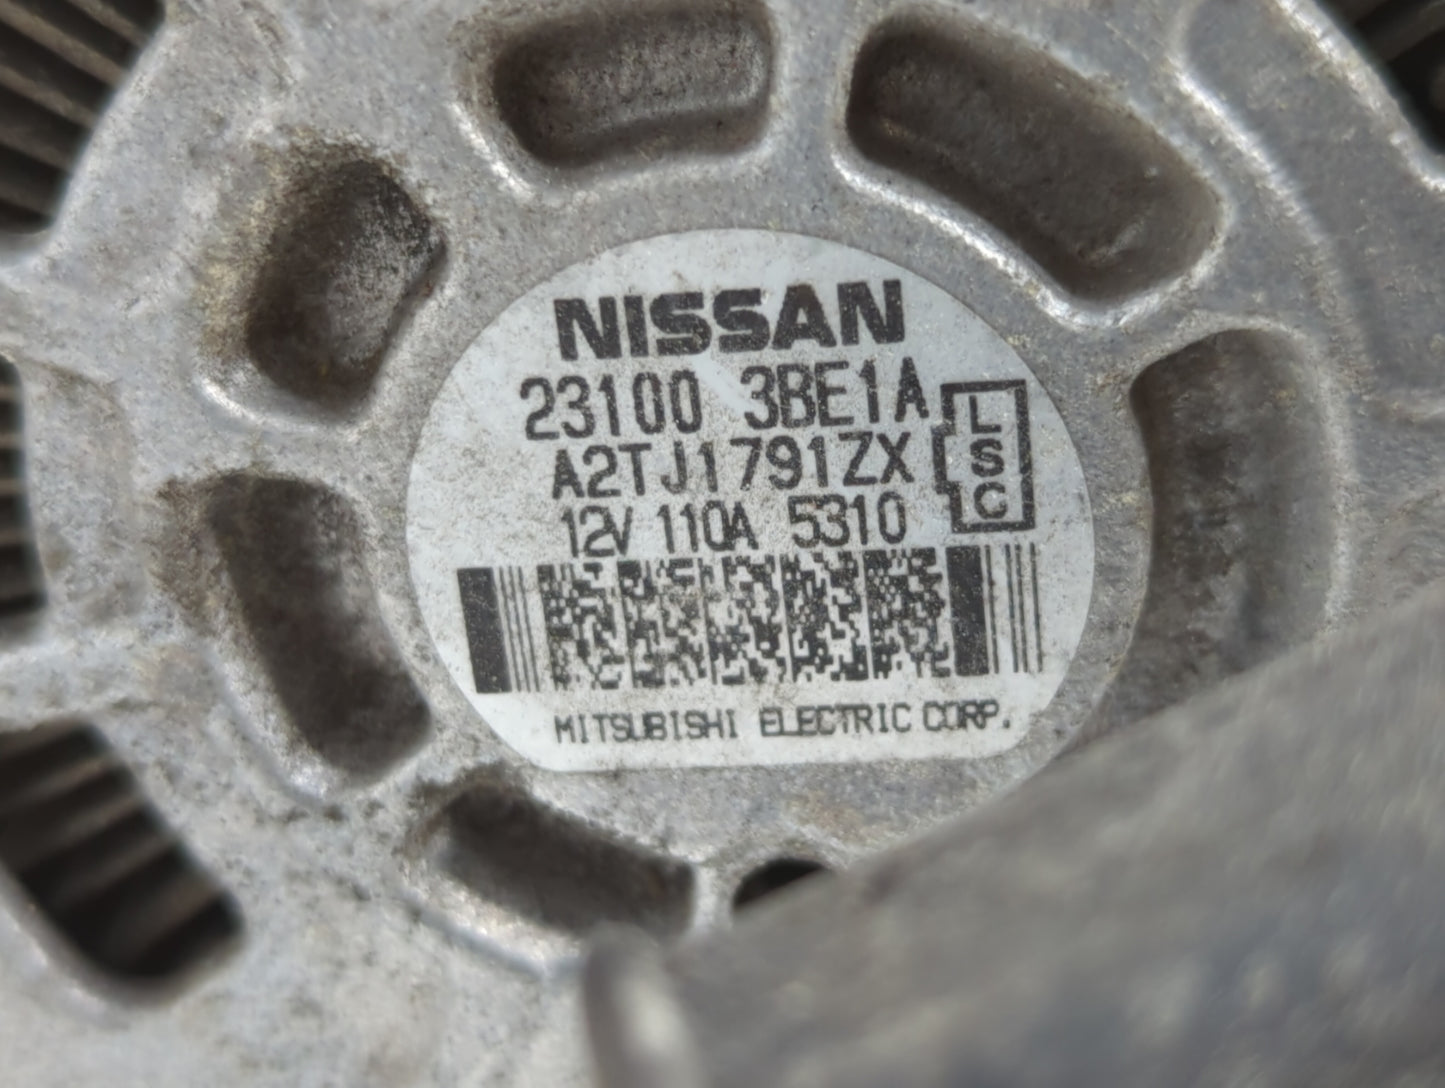 NISSAN
23100 3BE1A
A2TJ1791ZX
12V 110A 5310
L
S
C
MITSUBISHI ELECTRIC CORP.